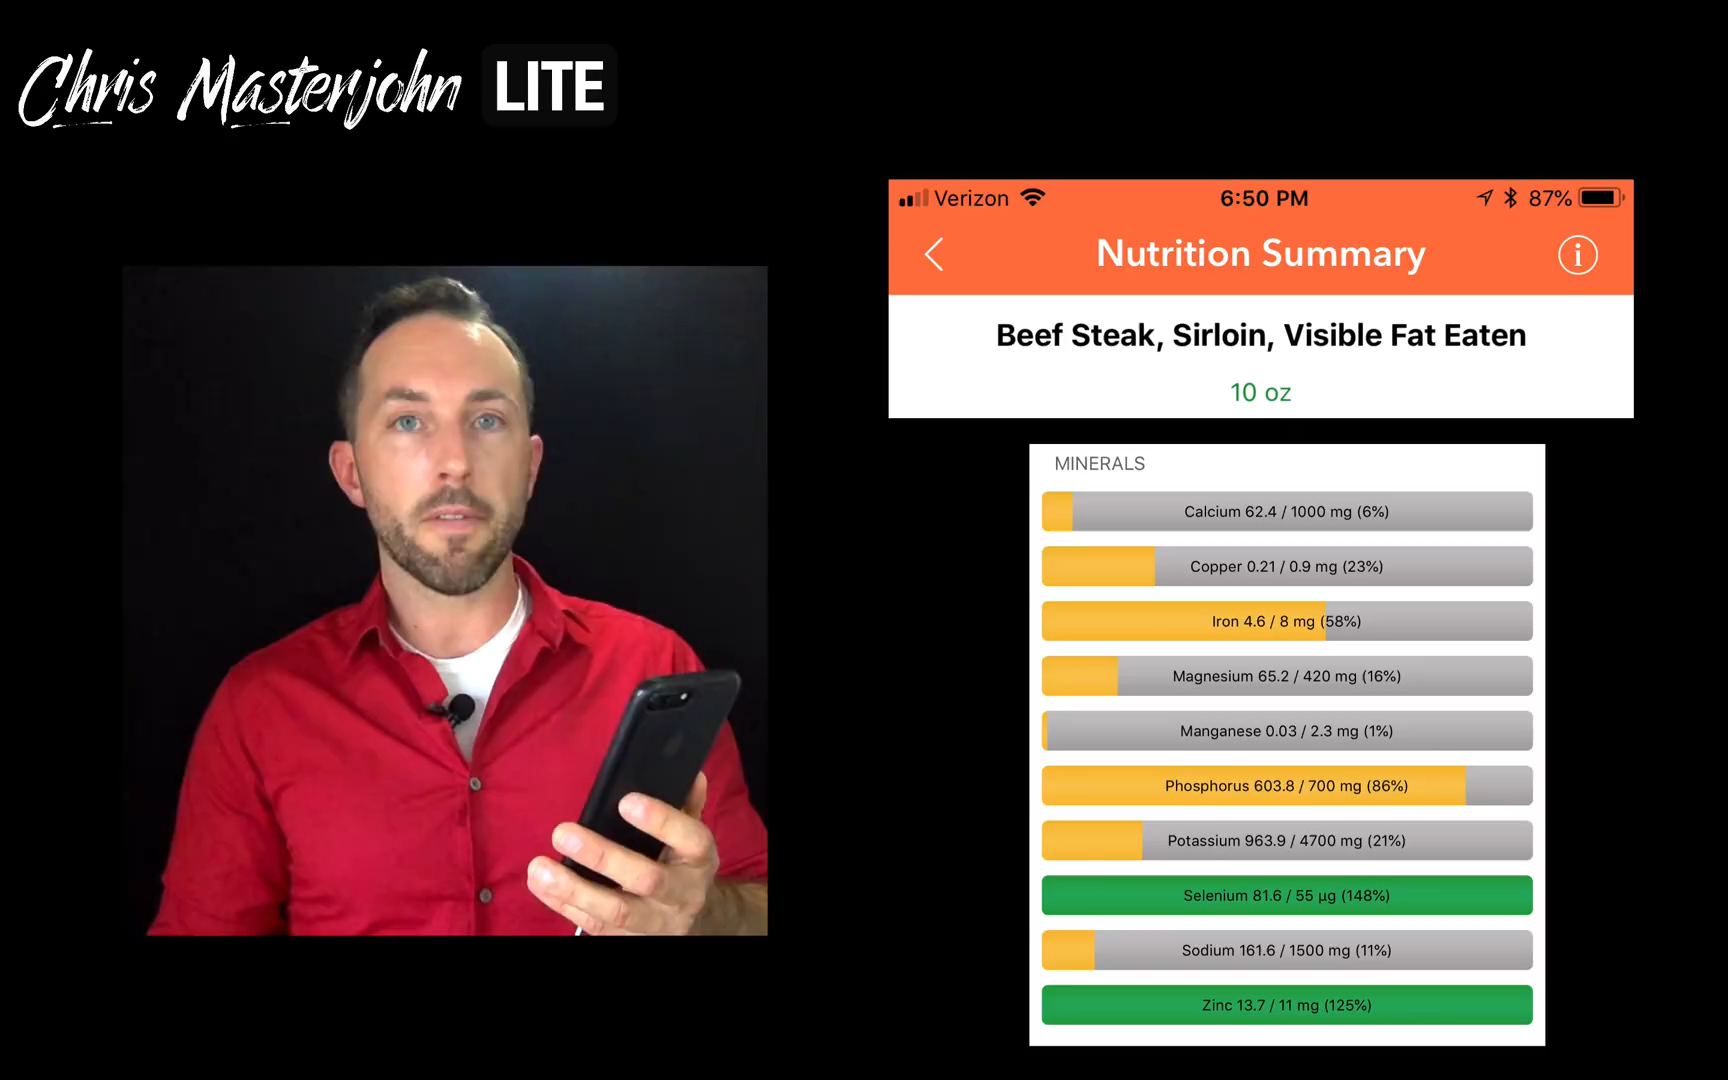 Chris Masterjohn LITE
Verizon 6:50 PM 87%
Nutrition Summary
Beef Steak, Sirloin, Visible Fat Eaten
10 oz
MINERALS
Calcium 62.4 / 1000 mg (6%)
Copper 0.21 / 0.9 mg (23%)
Iron 4.6 / 8 mg (58%)
Magnesium 65.2 / 420 mg (16%)
Manganese 0.03 / 2.3 mg (1%)
Phosphorus 603.8 / 700 mg (86%)
Potassium 963.9 / 4700 mg (21%)
Selenium 81.6 / 55 µg (148%)
Sodium 161.6 / 1500 mg (11%)
Zinc 13.7 / 11 mg (125%)